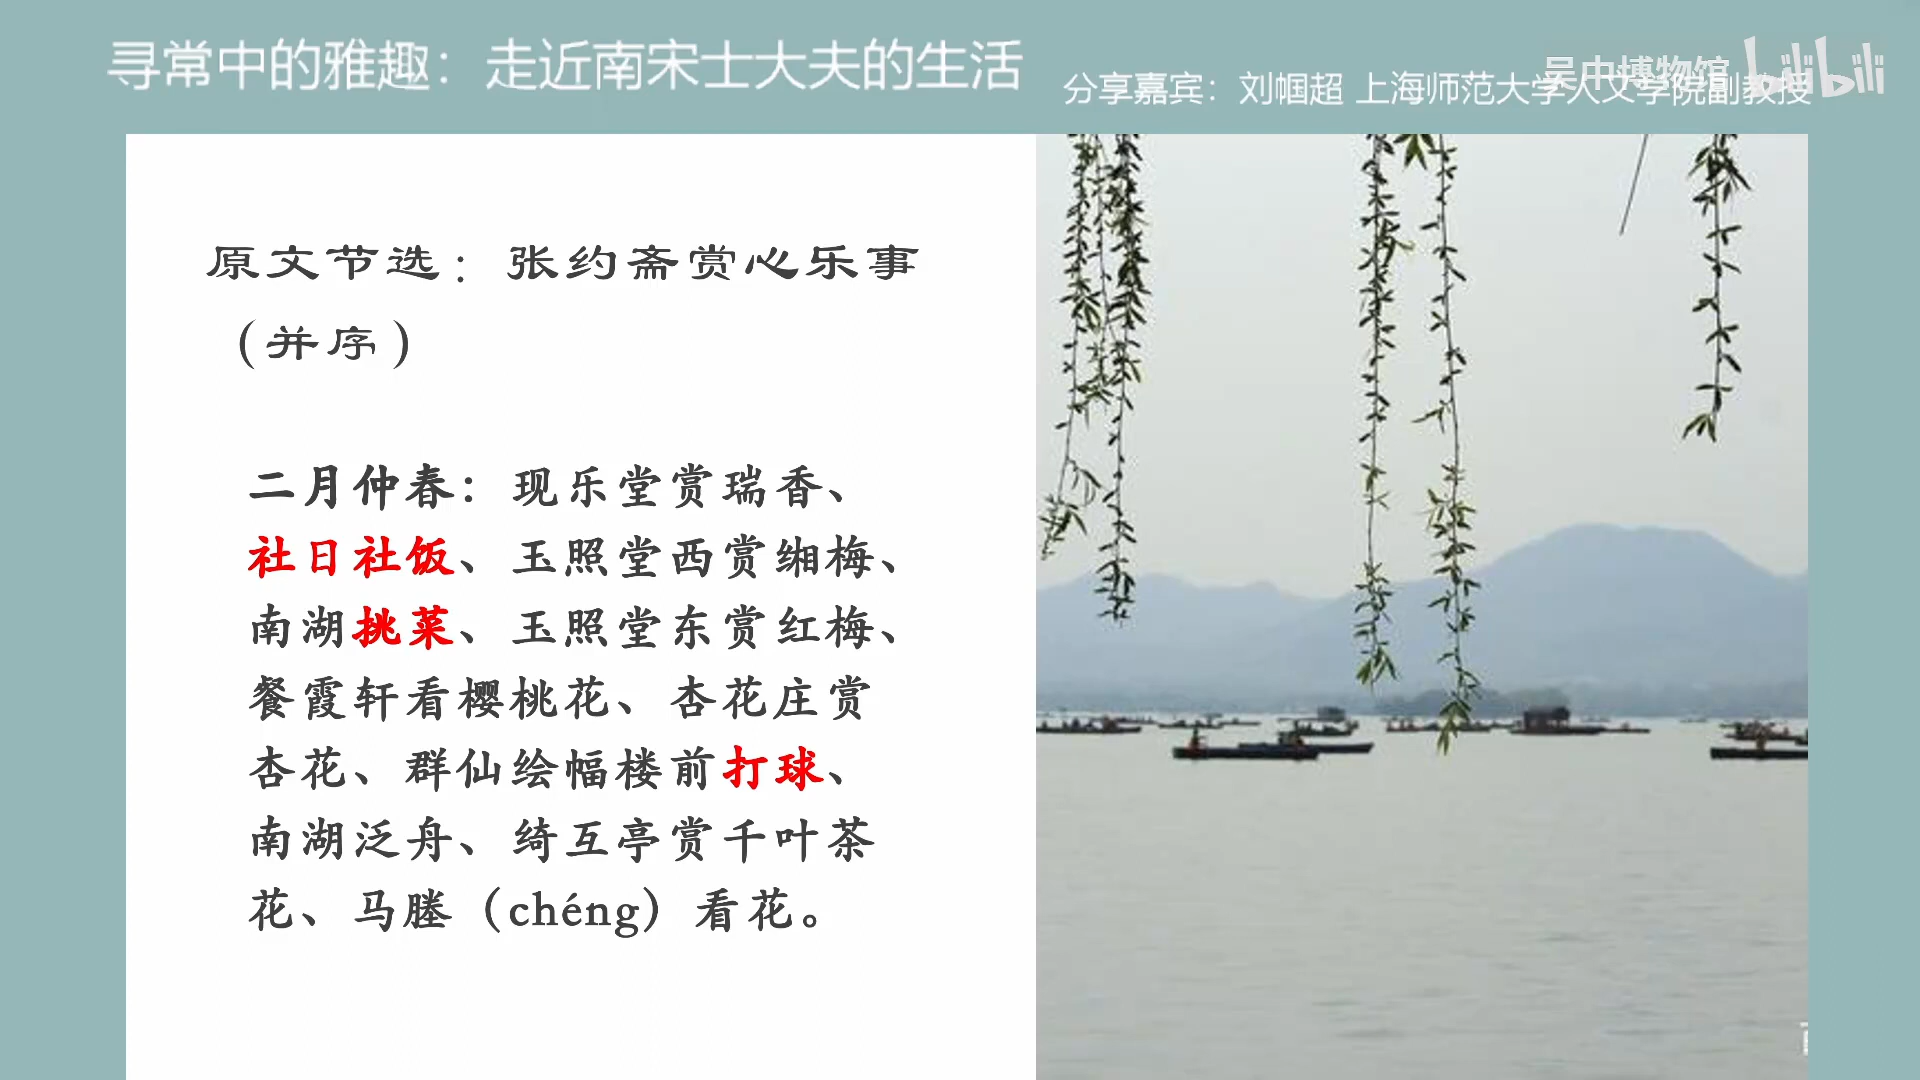 寻常中的雅趣：走近南宋士大夫的生活
分享嘉宾：刘帼超 上海师范大学人文学院副教授
吴中博物馆 bilibili
原文节选：张约斋赏心乐事
（并序）
二月仲春：现乐堂赏瑞香、
社日社饭、玉照堂西赏缃梅、
南湖挑菜、玉照堂东赏红梅、
餐霞轩看樱桃花、杏花庄赏
杏花、群仙绘幅楼前打球、
南湖泛舟、绮互亭赏千叶茶
花、马塍（chéng）看花。